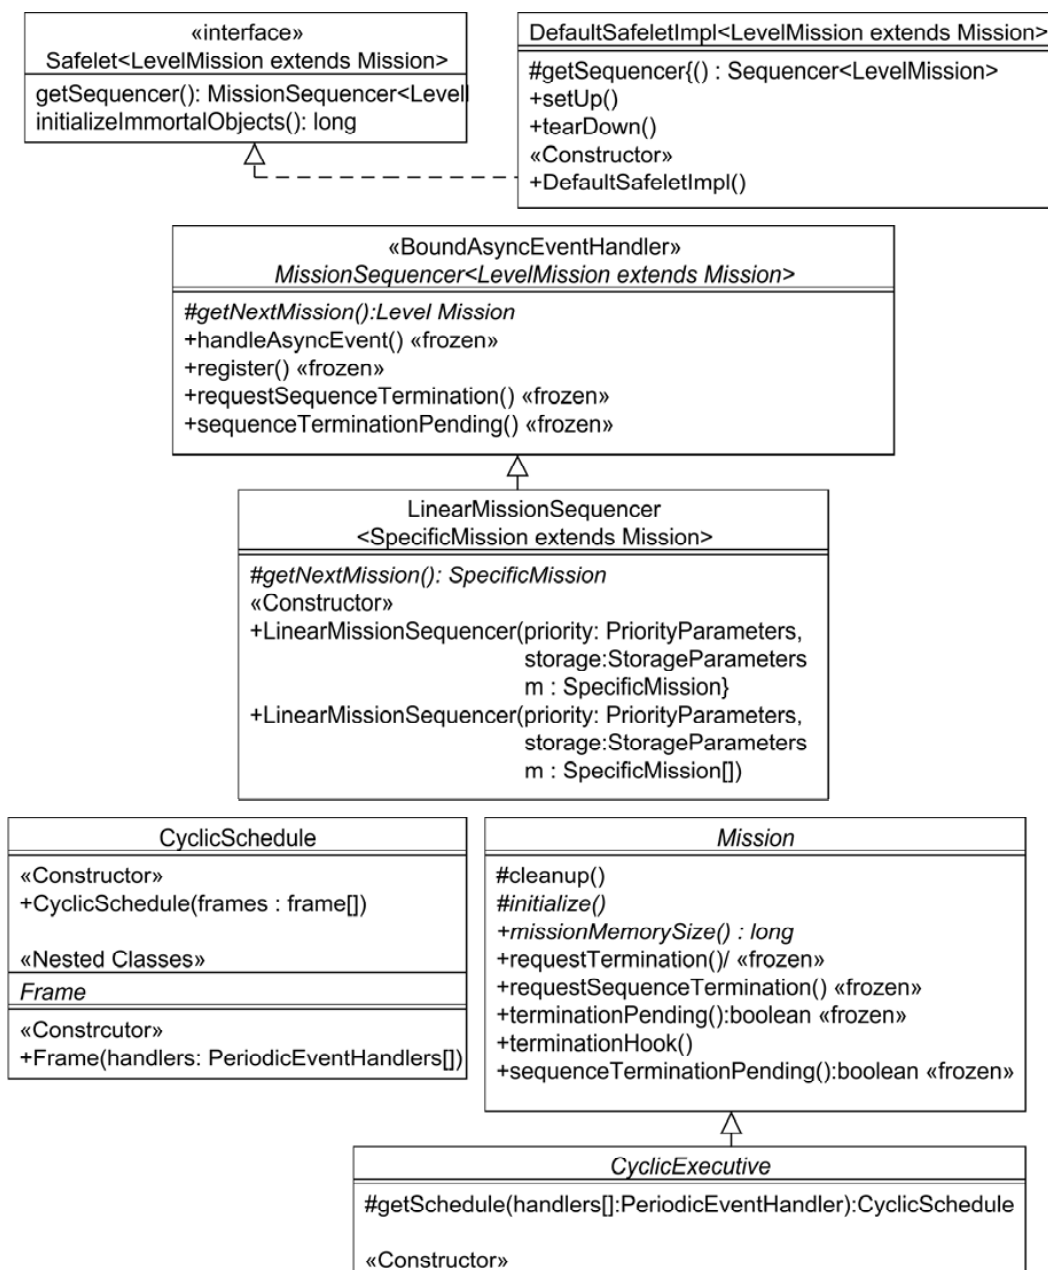 «interface»
Safelet<LevelMission extends Mission>
getSequencer(): MissionSequencer<Level
initializeImmortalObjects(): long
DefaultSafeletImpl<LevelMission extends Mission>
#getSequencer{() : Sequencer<LevelMission>
+setUp()
+tearDown()
«Constructor»
+DefaultSafeletImpl()
«BoundAsyncEventHandler»
MissionSequencer<LevelMission extends Mission>
#getNextMission():Level Mission
+handleAsyncEvent() «frozen»
+register() «frozen»
+requestSequenceTermination() «frozen»
+sequenceTerminationPending() «frozen»
LinearMissionSequencer
<SpecificMission extends Mission>
#getNextMission(): SpecificMission
«Constructor»
+LinearMissionSequencer(priority: PriorityParameters,
storage:StorageParameters
m : SpecificMission}
+LinearMissionSequencer(priority: PriorityParameters,
storage:StorageParameters
m : SpecificMission[])
CyclicSchedule
«Constructor»
+CyclicSchedule(frames : frame[])
«Nested Classes»
Frame
«Constrcutor»
+Frame(handlers: PeriodicEventHandlers[])
Mission
#cleanup()
#initialize()
+missionMemorySize() : long
+requestTermination()/ «frozen»
+requestSequenceTermination() «frozen»
+terminationPending():boolean «frozen»
+terminationHook()
+sequenceTerminationPending():boolean «frozen»
CyclicExecutive
#getSchedule(handlers[]:PeriodicEventHandler):CyclicSchedule
«Constructor»